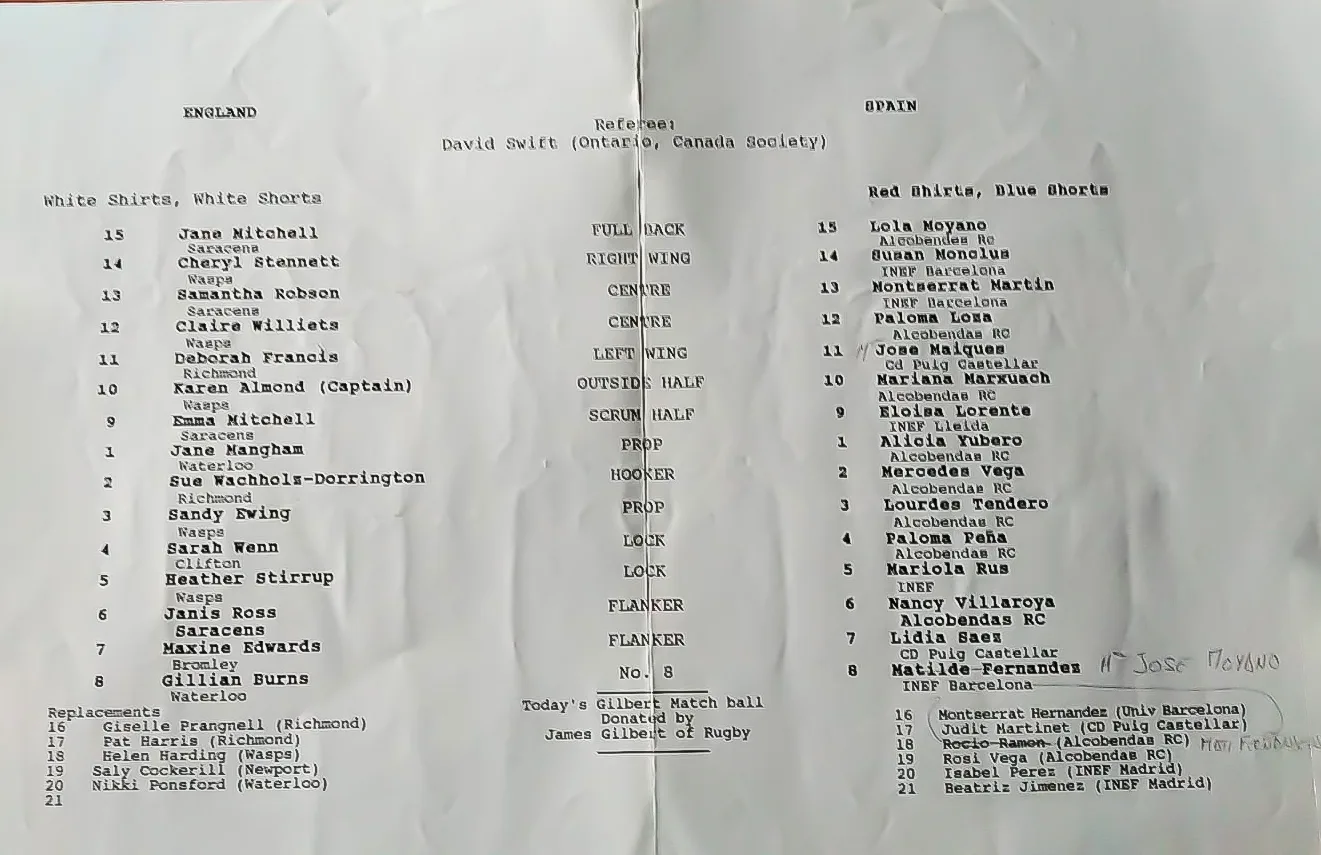 ENGLAND
SPAIN
Referee:
David Swift (Ontario, Canada Society)
White Shirts, White Shorts
Red Shirts, Blue Shorts
15 Jane Mitchell FULL BACK 15 Lola Moyano
Saracens Alcobendes RC
14 Cheryl Stennett RIGHT WING 14 Susan Monclus
Wasps INEF Barcelona
13 Samantha Robson CENTRE 13 Montserrat Martin
Saracens INEF Barcelona
12 Claire Williets CENTRE 12 Paloma Losa
Wasps Alcobendas RC
11 Deborah Francis LEFT WING 11 Mª Jose Maiques
Richmond Cd Puig Castellar
10 Karen Almond (Captain) OUTSIDE HALF 10 Mariana Marxuach
Wasps Alcobendas RC
9 Emma Mitchell SCRUM HALF 9 Eloisa Lorente
Saracens INEF Lleida
1 Jane Mangham PROP 1 Alicia Yubero
Waterloo Alcobendas RC
2 Sue Wachholz-Dorrington HOOKER 2 Mercedes Vega
Richmond Alcobendas RC
3 Sandy Ewing PROP 3 Lourdes Tendero
Wasps Alcobendas RC
4 Sarah Wenn LOCK 4 Paloma Peña
Clifton Alcobendas RC
5 Heather Stirrup LOCK 5 Mariola Rus
Wasps INEF
6 Janis Ross FLANKER 6 Nancy Villaroya
Saracens Alcobendas RC
7 Maxine Edwards FLANKER 7 Lidia Saez
Bromley CD Puig Castellar
8 Gillian Burns No. 8 8 Matilde Fernandes Mª JOSE MOYANO
Waterloo INEF Barcelona
Today's Gilbert Match ball
Donated by
James Gilbert of Rugby
Replacements
16 Giselle Prangnell (Richmond)
17 Pat Harris (Richmond)
18 Helen Harding (Wasps)
19 Saly Cockerill (Newport)
20 Nikki Ponsford (Waterloo)
21
16 Montserrat Hernandez (Univ Barcelona)
17 Judit Martinet (CD Puig Castellar)
18 Rocio Ramon (Alcobendas RC)
19 Rosi Vega (Alcobendas RC)
20 Isabel Perez (INEF Madrid)
21 Beatriz Jimenez (INEF Madrid)